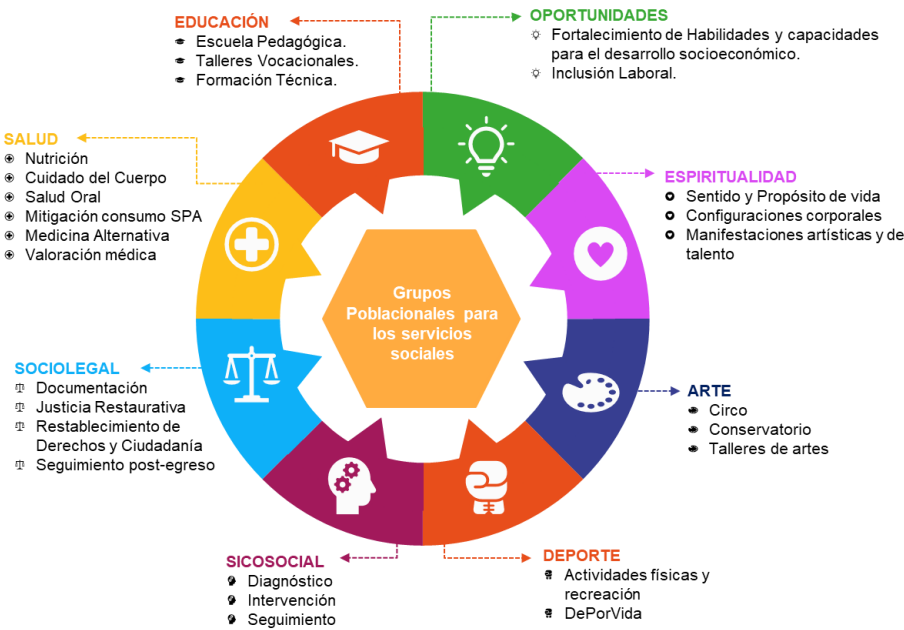 EDUCACIÓN
Escuela Pedagógica.
Talleres Vocacionales.
Formación Técnica.
OPORTUNIDADES
Fortalecimiento de Habilidades y capacidades
para el desarrollo socioeconómico.
Inclusión Laboral.
SALUD
Nutrición
Cuidado del Cuerpo
Salud Oral
Mitigación consumo SPA
Medicina Alternativa
Valoración médica
ESPIRITUALIDAD
Sentido y Propósito de vida
Configuraciones corporales
Manifestaciones artísticas y de
talento
Grupos
Poblacionales para
los servicios
sociales
SOCIOLEGAL
Documentación
Justicia Restaurativa
Restablecimiento de
Derechos y Ciudadanía
Seguimiento post-egreso
ARTE
Circo
Conservatorio
Talleres de artes
SICOSOCIAL
Diagnóstico
Intervención
Seguimiento
DEPORTE
Actividades físicas y
recreación
DePorVida